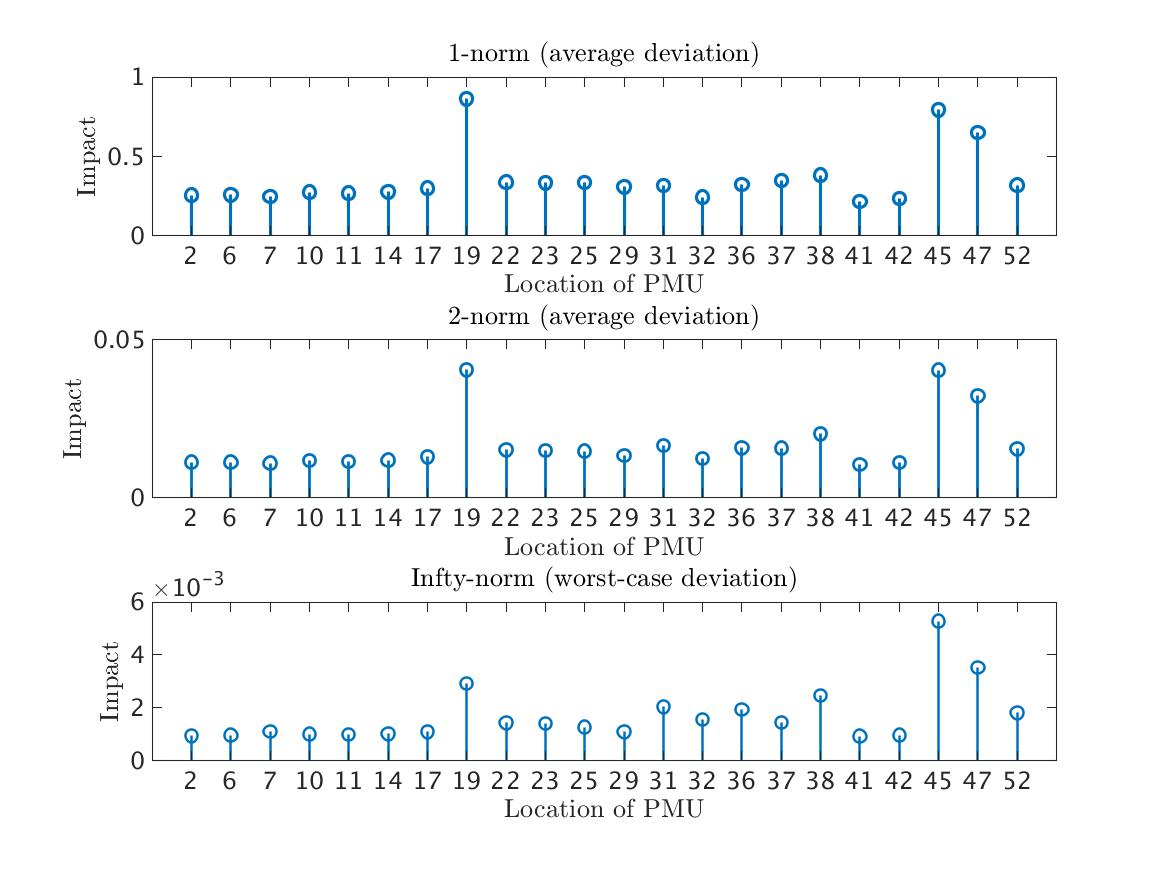 1-norm (average deviation)
1
0.5
0
Impact
2 6 7 10 11 14 17 19 22 23 25 29 31 32 36 37 38 41 42 45 47 52
Location of PMU
2-norm (average deviation)
0.05
0
Impact
2 6 7 10 11 14 17 19 22 23 25 29 31 32 36 37 38 41 42 45 47 52
Location of PMU
Infty-norm (worst-case deviation)
×10⁻³
6
4
2
0
Impact
2 6 7 10 11 14 17 19 22 23 25 29 31 32 36 37 38 41 42 45 47 52
Location of PMU